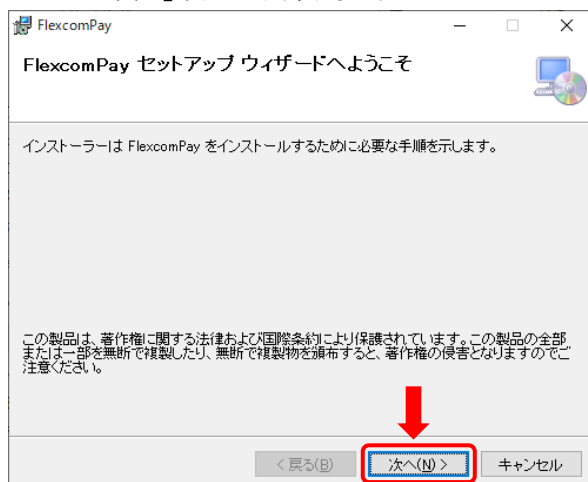 FlexcomPay
FlexcomPay セットアップ ウィザードへようこそ
インストーラーは FlexcomPay をインストールするために必要な手順を示します。
この製品は、著作権に関する法律および国際条約により保護されています。この製品の全部
または一部を無断で複製したり、無断で複製物を頒布すると、著作権の侵害となりますのでご
注意ください。
< 戻る(B)
次へ(N) >
キャンセル